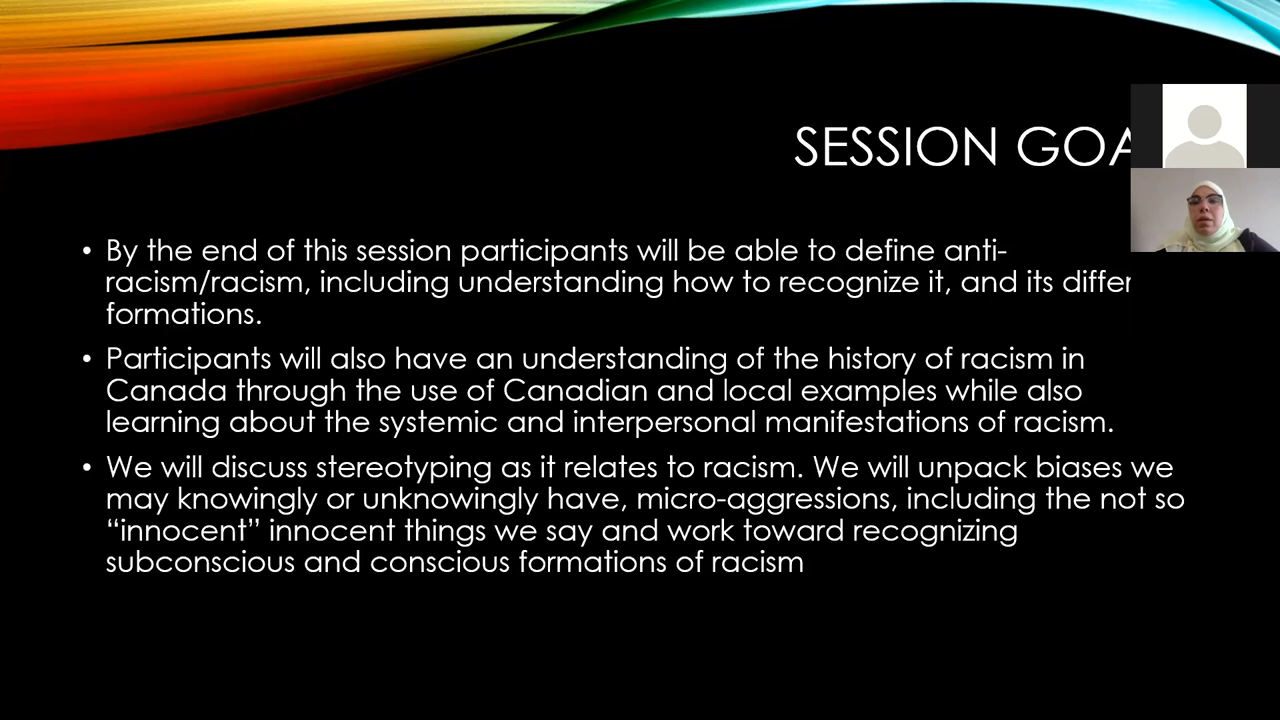 SESSION GOA
• By the end of this session participants will be able to define anti-
racism/racism, including understanding how to recognize it, and its differ
formations.
• Participants will also have an understanding of the history of racism in
Canada through the use of Canadian and local examples while also
learning about the systemic and interpersonal manifestations of racism.
• We will discuss stereotyping as it relates to racism. We will unpack biases we
may knowingly or unknowingly have, micro-aggressions, including the not so
“innocent” innocent things we say and work toward recognizing
subconscious and conscious formations of racism